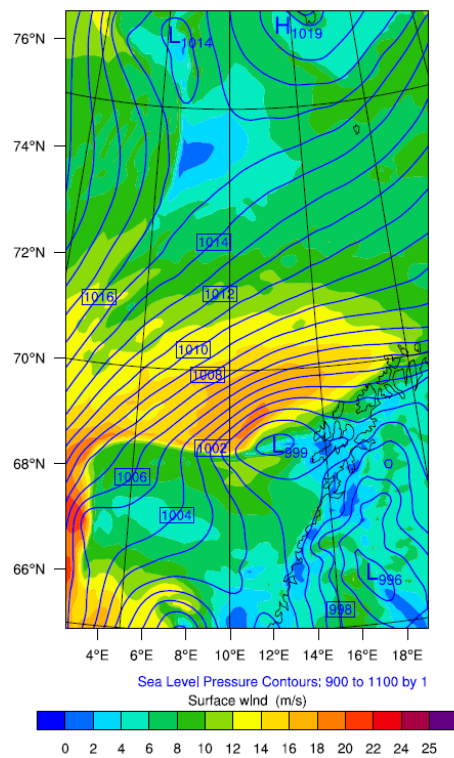 76°N
L1014
H1019
74°N
72°N
1014
1016
1012
70°N
1010
1008
68°N
1002
L999
1006
1004
66°N
L996
998
4°E 6°E 8°E 10°E 12°E 14°E 16°E 18°E
Sea Level Pressure Contours: 900 to 1100 by 1
Surface wind (m/s)
0 2 4 6 8 10 12 14 16 18 20 22 24 25